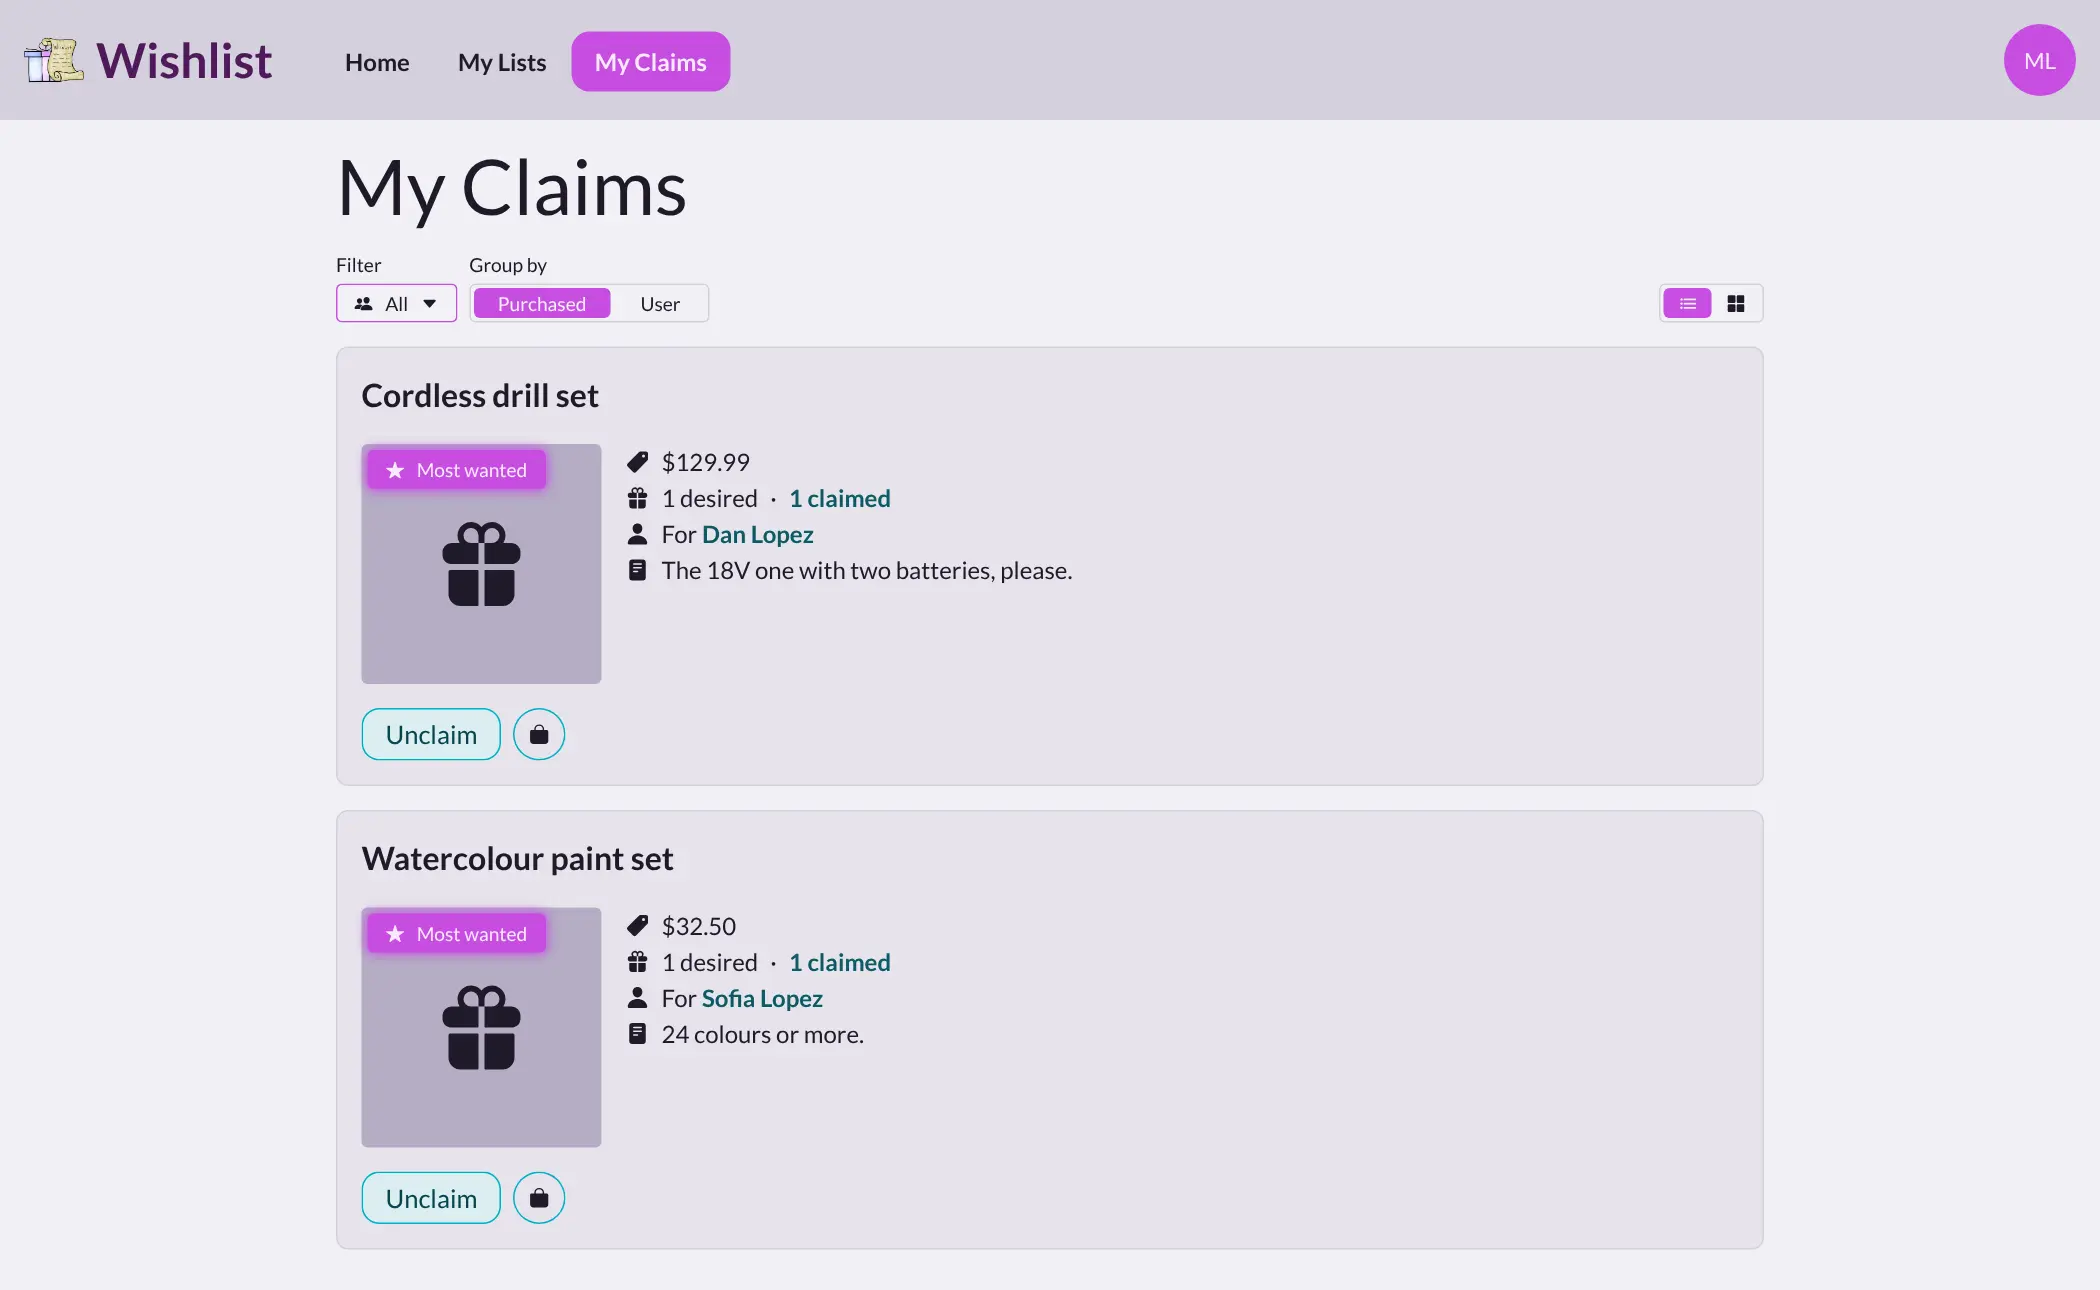 Wishlist
Home
My Lists
My Claims
ML
My Claims
Filter
Group by
All
Purchased
User
Cordless drill set
Most wanted
$129.99
1 desired · 1 claimed
For Dan Lopez
The 18V one with two batteries, please.
Unclaim
Watercolour paint set
Most wanted
$32.50
1 desired · 1 claimed
For Sofia Lopez
24 colours or more.
Unclaim